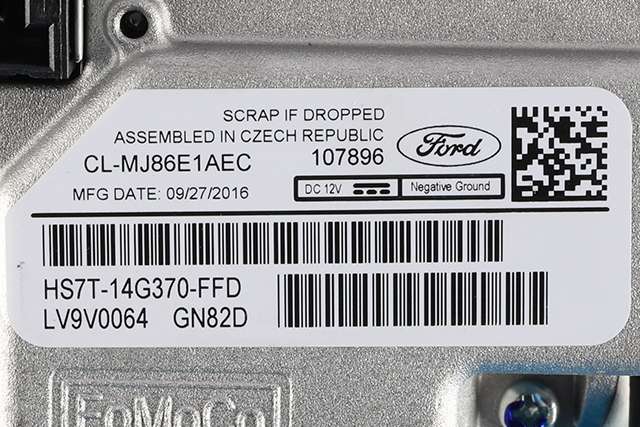 SCRAP IF DROPPED
ASSEMBLED IN CZECH REPUBLIC
CL-MJ86E1AEC 107896
Ford
MFG DATE: 09/27/2016
DC 12V Negative Ground
HS7T-14G370-FFD
LV9V0064 GN82D
FoMoCo